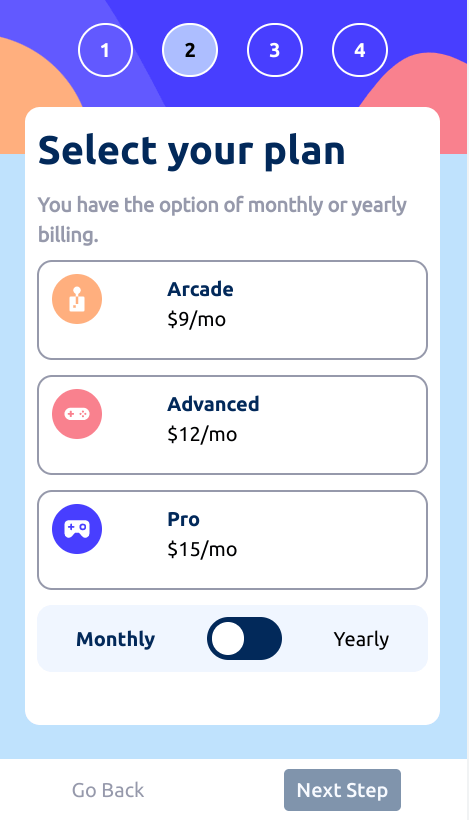 1 2 3 4
Select your plan
You have the option of monthly or yearly
billing.
Arcade
$9/mo
Advanced
$12/mo
Pro
$15/mo
Monthly Yearly
Go Back Next Step